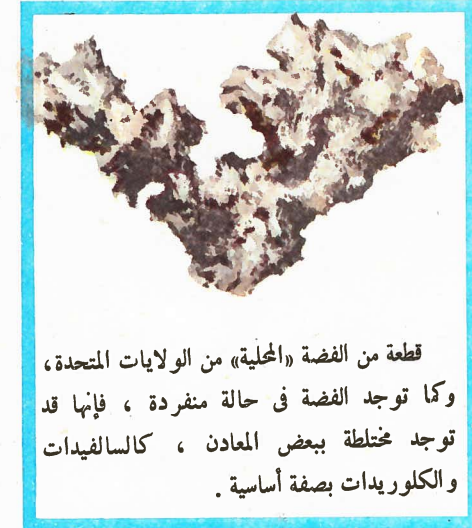 قطعة من الفضة «المحلية» من الولايات المتحدة،
وكما توجد الفضة فى حالة منفردة ، فإنها قد
توجد مختلطة ببعض المعادن ، كالسالفيدات
والكلوريدات بصفة أساسية .